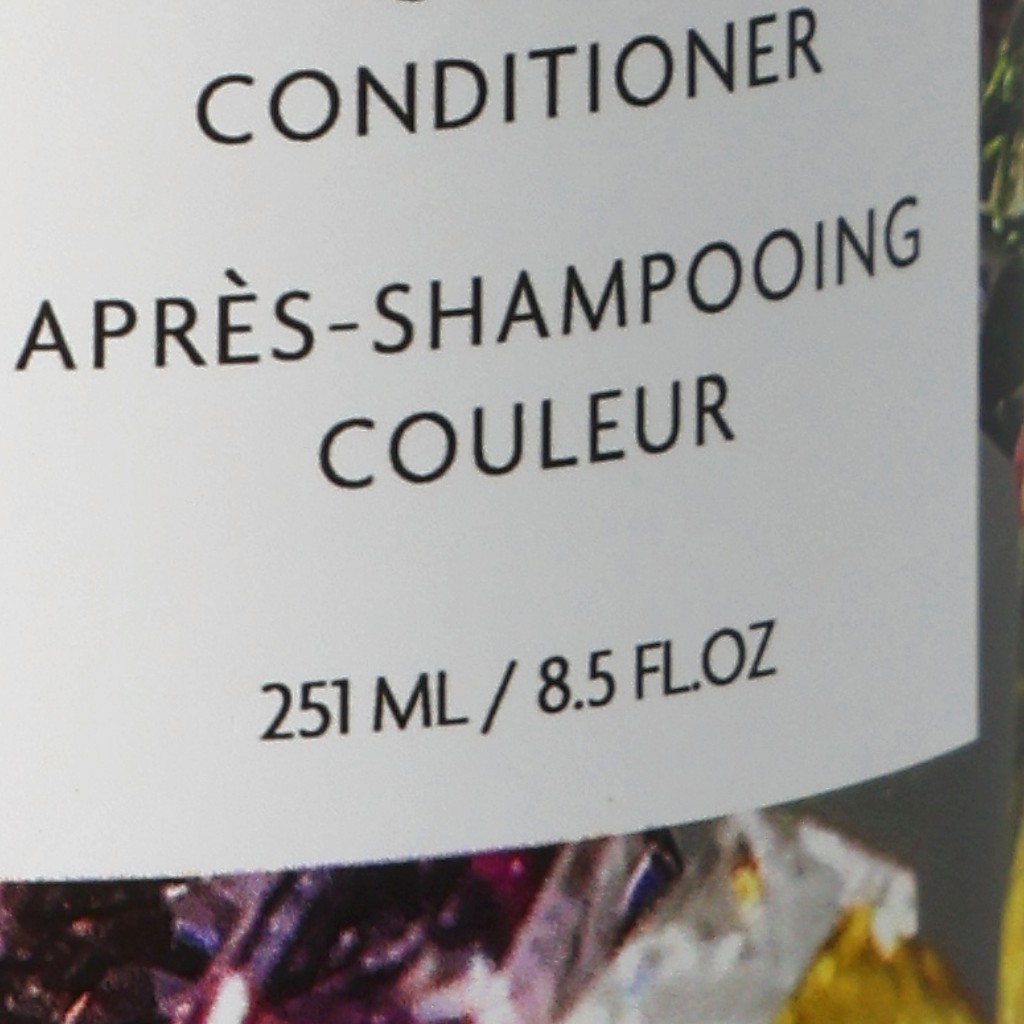 CONDITIONER
APRÈS-SHAMPOOING
COULEUR
251 ML / 8.5 FL.OZ